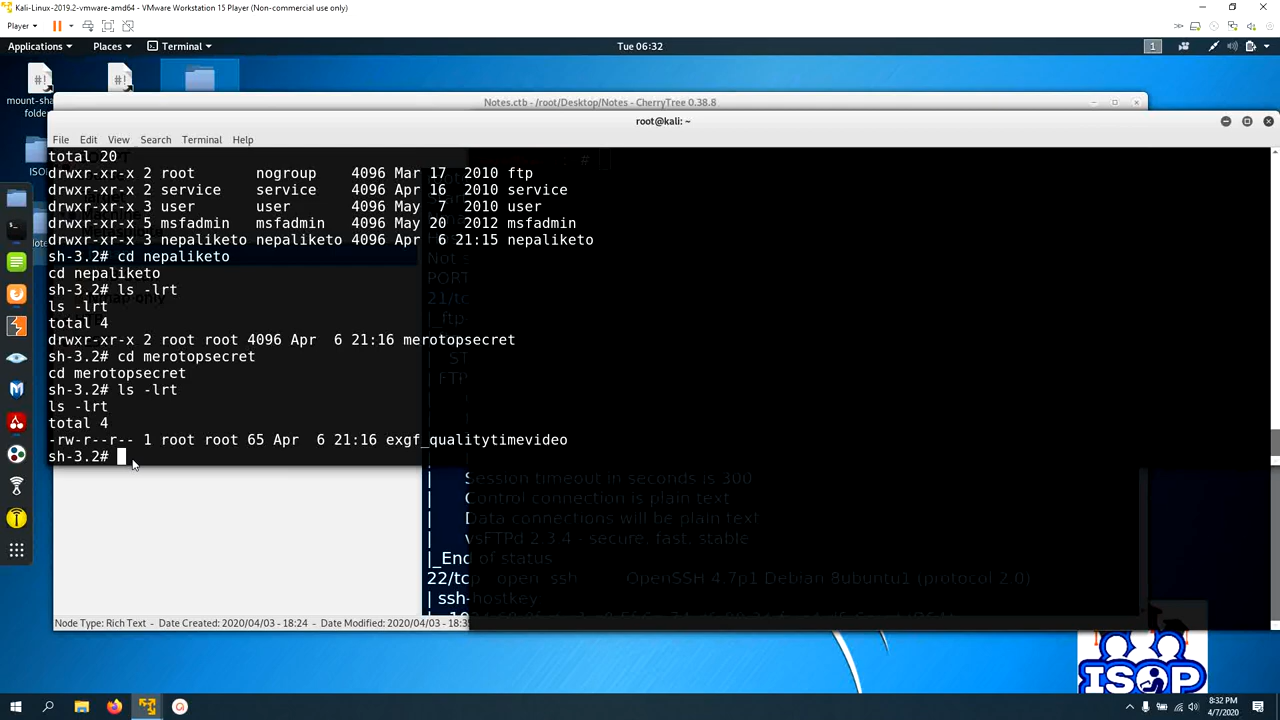 Kali-Linux-2019.2-vmware-amd64 - VMware Workstation 15 Player (Non-commercial use only)
Player
Applications Places Terminal Tue 06:32 1
mount-sha
folde
Notes.ctb - /root/Desktop/Notes - CherryTree 0.38.8
root@kali: ~
File Edit View Search Terminal Help
total 20
drwxr-xr-x 2 root nogroup 4096 Mar 17 2010 ftp
drwxr-xr-x 2 service service 4096 Apr 16 2010 service
drwxr-xr-x 3 user user 4096 May 7 2010 user
drwxr-xr-x 5 msfadmin msfadmin 4096 May 20 2012 msfadmin
drwxr-xr-x 3 nepaliketo nepaliketo 4096 Apr 6 21:15 nepaliketo
sh-3.2# cd nepaliketo
cd nepaliketo
sh-3.2# ls -lrt
ls -lrt
total 4
drwxr-xr-x 2 root root 4096 Apr 6 21:16 merotopsecret
sh-3.2# cd merotopsecret
cd merotopsecret
sh-3.2# ls -lrt
ls -lrt
total 4
-rw-r--r-- 1 root root 65 Apr 6 21:16 exgf_qualitytimevideo
sh-3.2#
ISO
Not s
PORT
21/tc
|_ftp-
| ST
| FTP
| Session timeout in seconds is 300
| Control connection is plain text
| Data connections will be plain text
| vsFTPd 2.3.4 - secure, fast, stable
|_End of status
22/tcp open ssh OpenSSH 4.7p1 Debian 8ubuntu1 (protocol 2.0)
| ssh-hostkey
Node Type: Rich Text - Date Created: 2020/04/03 - 18:24 - Date Modified: 2020/04/03 - 18:3
ISOP
8:32 PM
4/7/2020